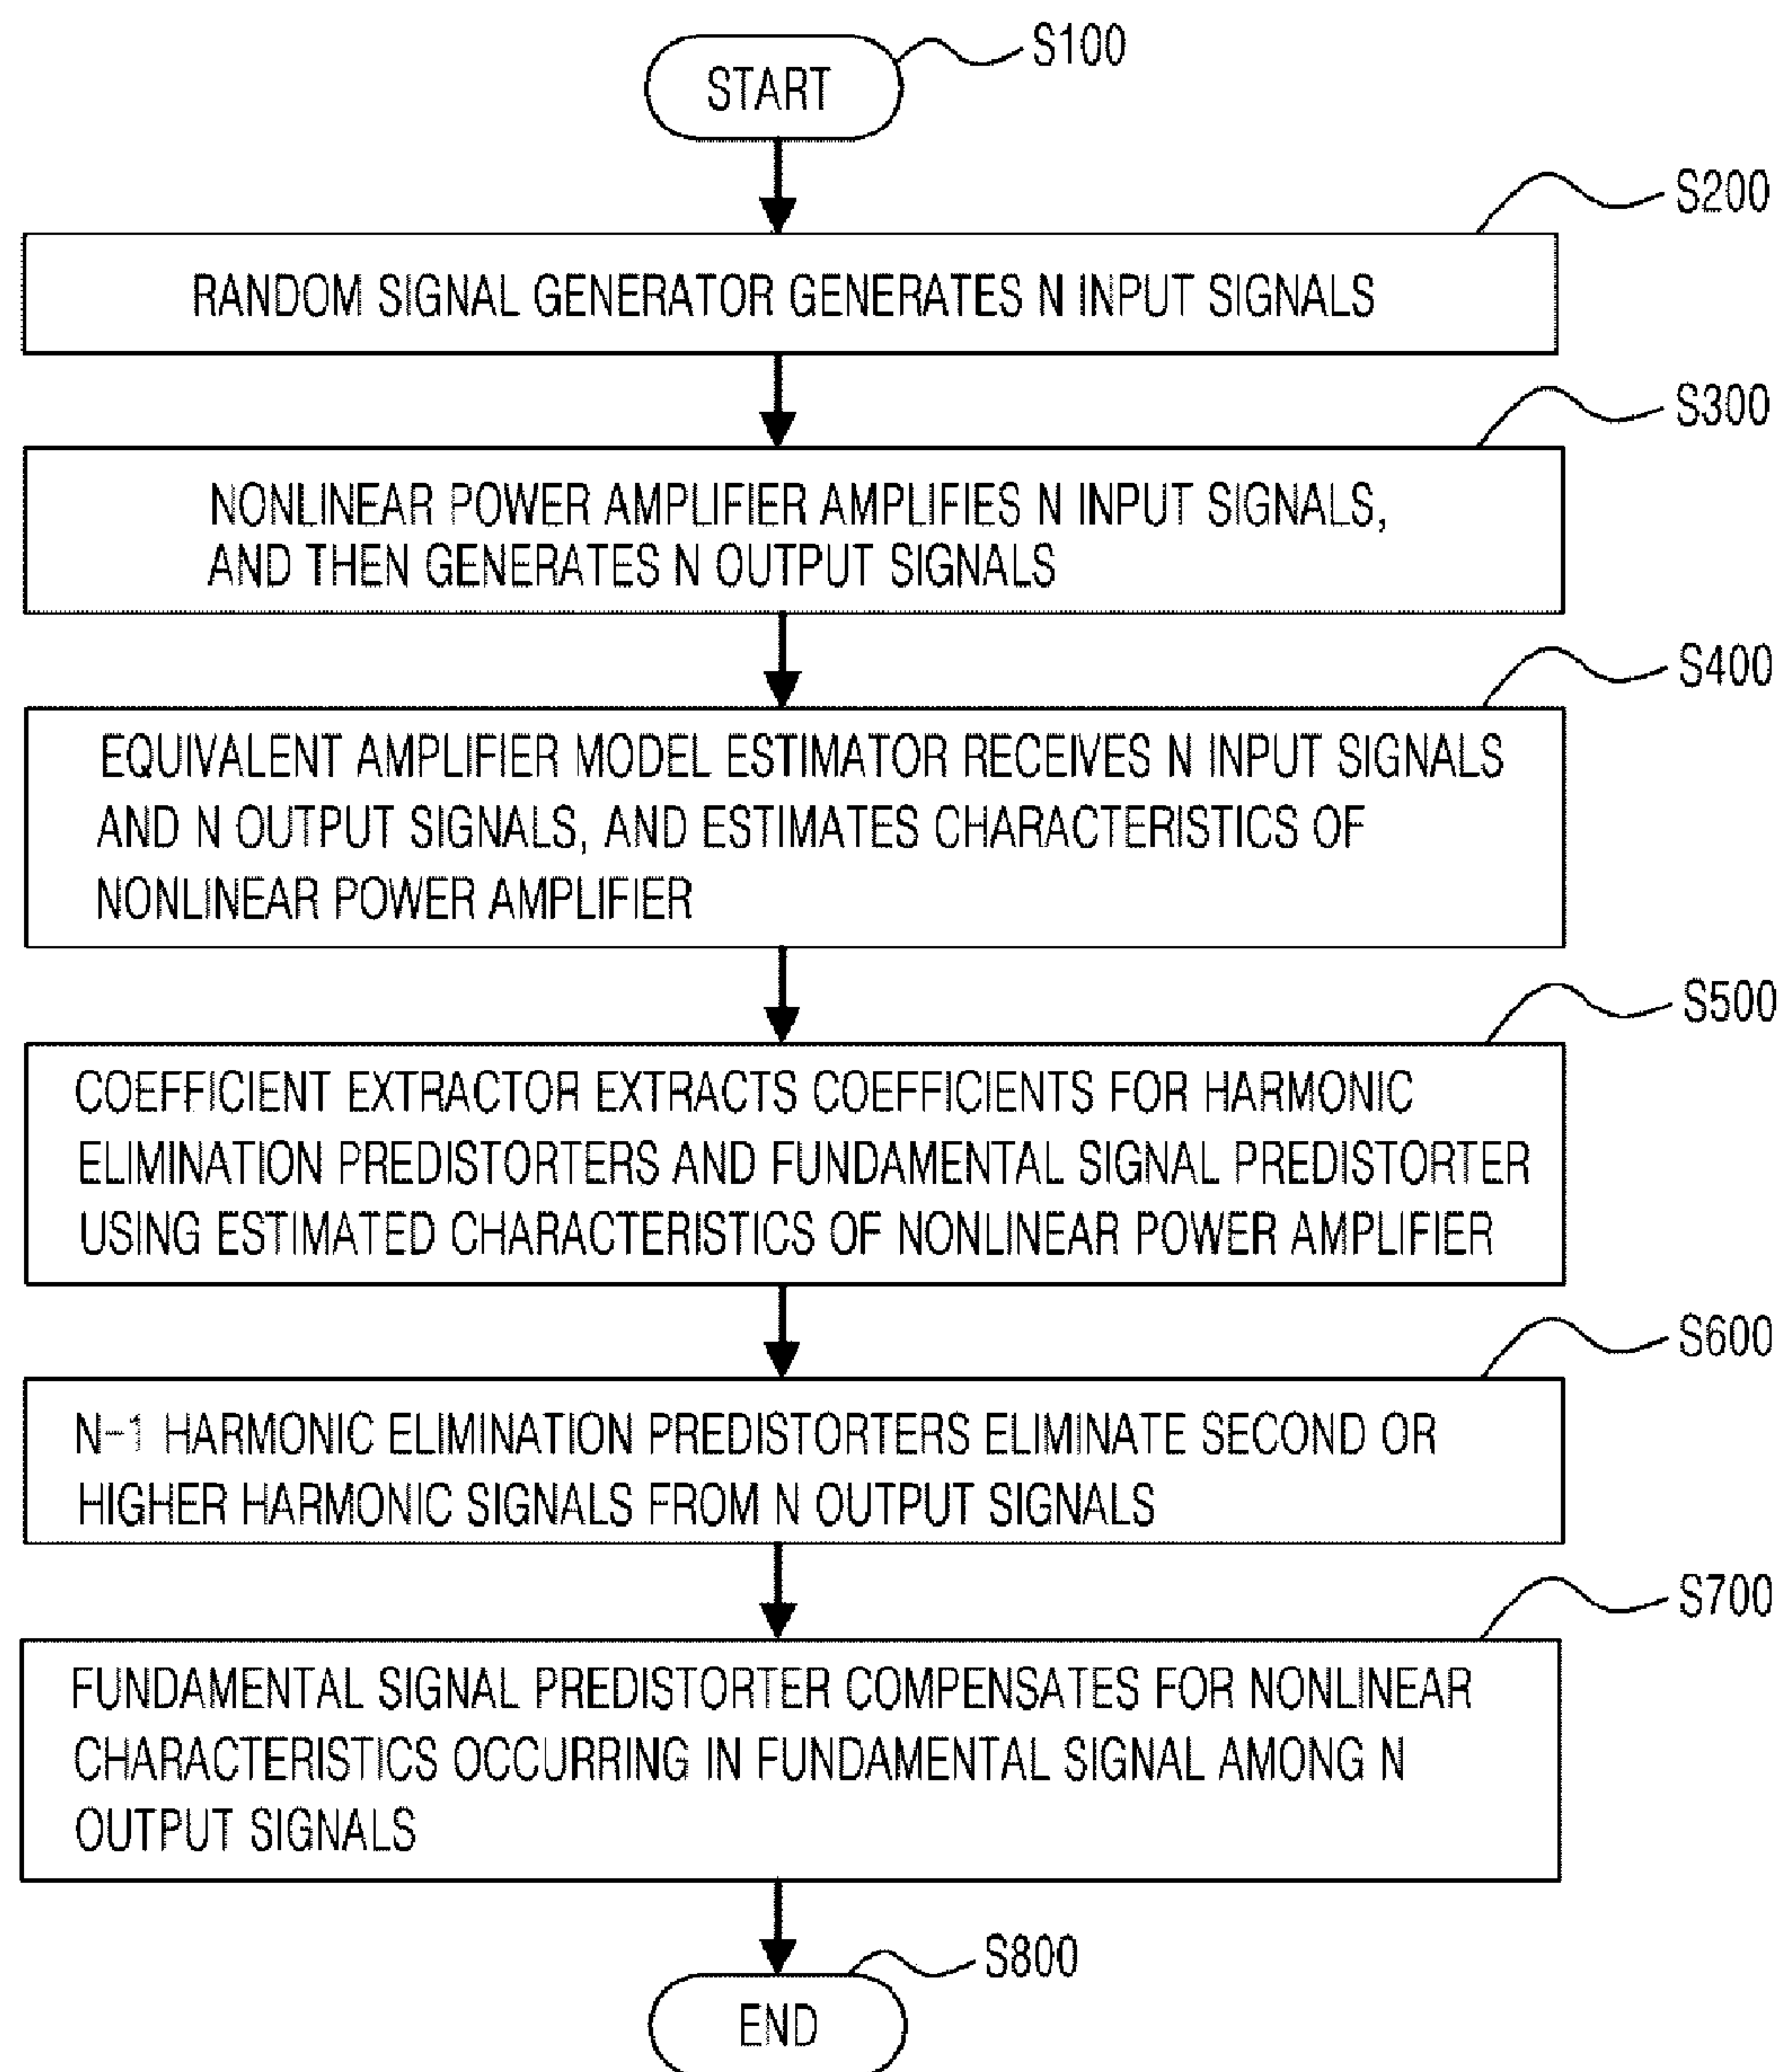 START
S100
S200
RANDOM SIGNAL GENERATOR GENERATES N INPUT SIGNALS
S300
NONLINEAR POWER AMPLIFIER AMPLIFIES N INPUT SIGNALS,
AND THEN GENERATES N OUTPUT SIGNALS
S400
EQUIVALENT AMPLIFIER MODEL ESTIMATOR RECEIVES N INPUT SIGNALS
AND N OUTPUT SIGNALS, AND ESTIMATES CHARACTERISTICS OF
NONLINEAR POWER AMPLIFIER
S500
COEFFICIENT EXTRACTOR EXTRACTS COEFFICIENTS FOR HARMONIC
ELIMINATION PREDISTORTERS AND FUNDAMENTAL SIGNAL PREDISTORTER
USING ESTIMATED CHARACTERISTICS OF NONLINEAR POWER AMPLIFIER
S600
N-1 HARMONIC ELIMINATION PREDISTORTERS ELIMINATE SECOND OR
HIGHER HARMONIC SIGNALS FROM N OUTPUT SIGNALS
S700
FUNDAMENTAL SIGNAL PREDISTORTER COMPENSATES FOR NONLINEAR
CHARACTERISTICS OCCURRING IN FUNDAMENTAL SIGNAL AMONG N
OUTPUT SIGNALS
S800
END